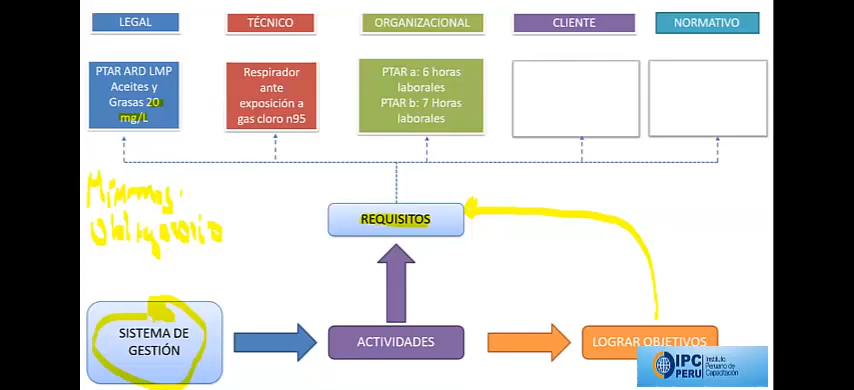 LEGAL
TÉCNICO
ORGANIZACIONAL
CLIENTE
NORMATIVO
PTAR ARD LMP
Aceites y
Grasas 20
mg/L
Respirador
ante
exposición a
gas cloro n95
PTAR a: 6 horas
laborales
PTAR b: 7 Horas
laborales
Mínimos
Obligatorio
REQUISITOS
SISTEMA DE
GESTIÓN
ACTIVIDADES
LOGRAR OBJETIVOS
IPC
PERU
Instituto
Peruano de
Capacitación